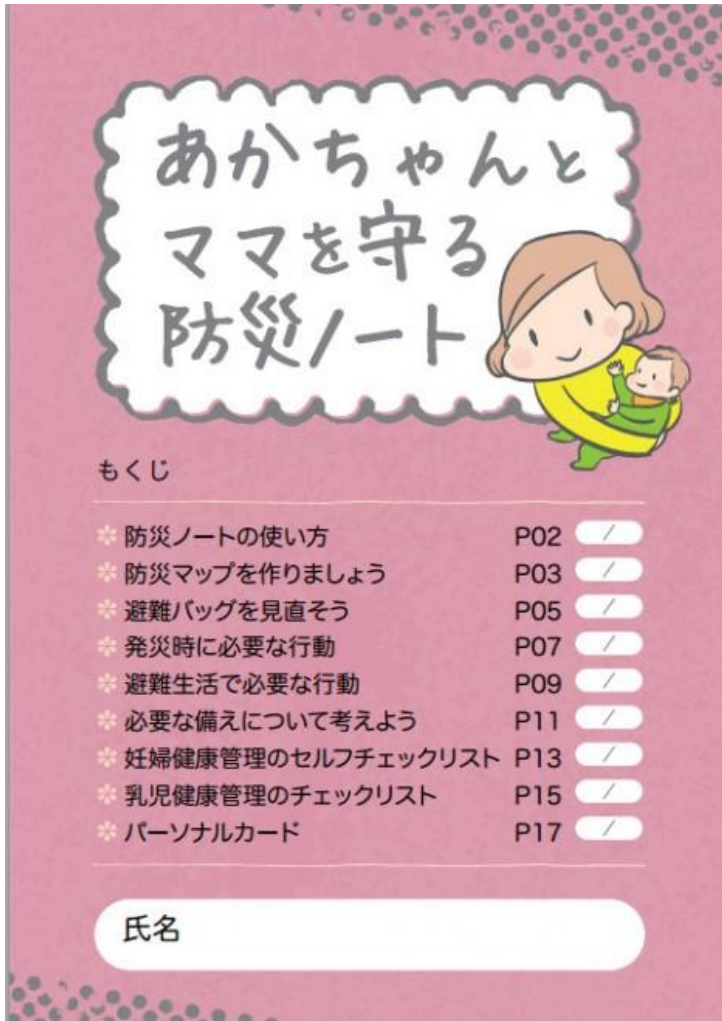 あかちゃんと
ママを守る
防災ノート
もくじ
防災ノートの使い方 P02 /
防災マップを作りましょう P03 /
避難バッグを見直そう P05 /
発災時に必要な行動 P07 /
避難生活で必要な行動 P09 /
必要な備えについて考えよう P11 /
妊婦健康管理のセルフチェックリスト P13 /
乳児健康管理のチェックリスト P15 /
パーソナルカード P17 /
氏名